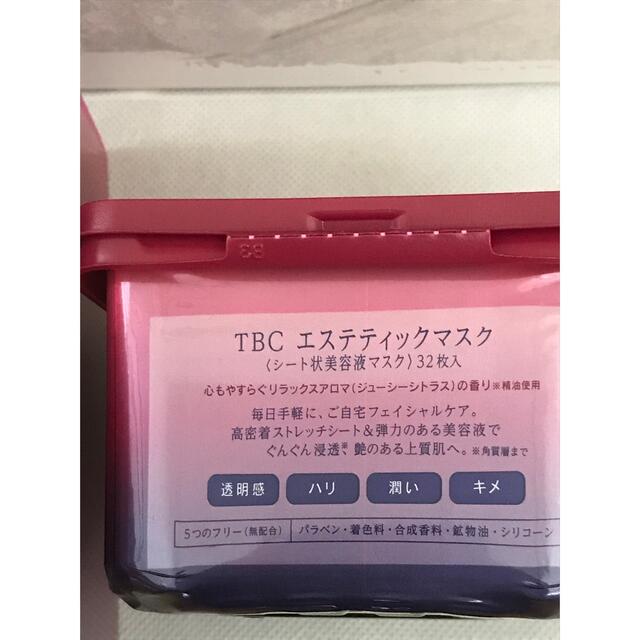 B3
TBC エステティックマスク
〈シート状美容液マスク〉32枚入
心もやすらぐリラックスアロマ(ジューシーシトラス)の香り※精油使用
毎日手軽に、ご自宅フェイシャルケア。
高密着ストレッチシート&弾力のある美容液で
ぐんぐん浸透※、艶のある上質肌へ。※角質層まで
透明感 ハリ 潤い キメ
5つのフリー(無配合) パラベン・着色料・合成香料・鉱物油・シリコーン